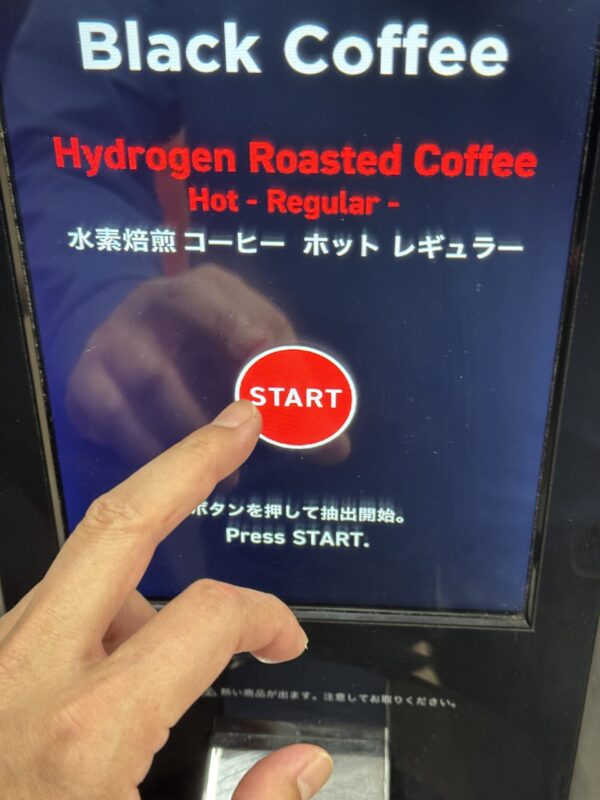 Black Coffee
Hydrogen Roasted Coffee
Hot - Regular -
水素焙煎 コーヒー ホット レギュラー
START
ボタンを押して抽出開始。
Press START.
熱い商品が出ます。注意してお取りください。